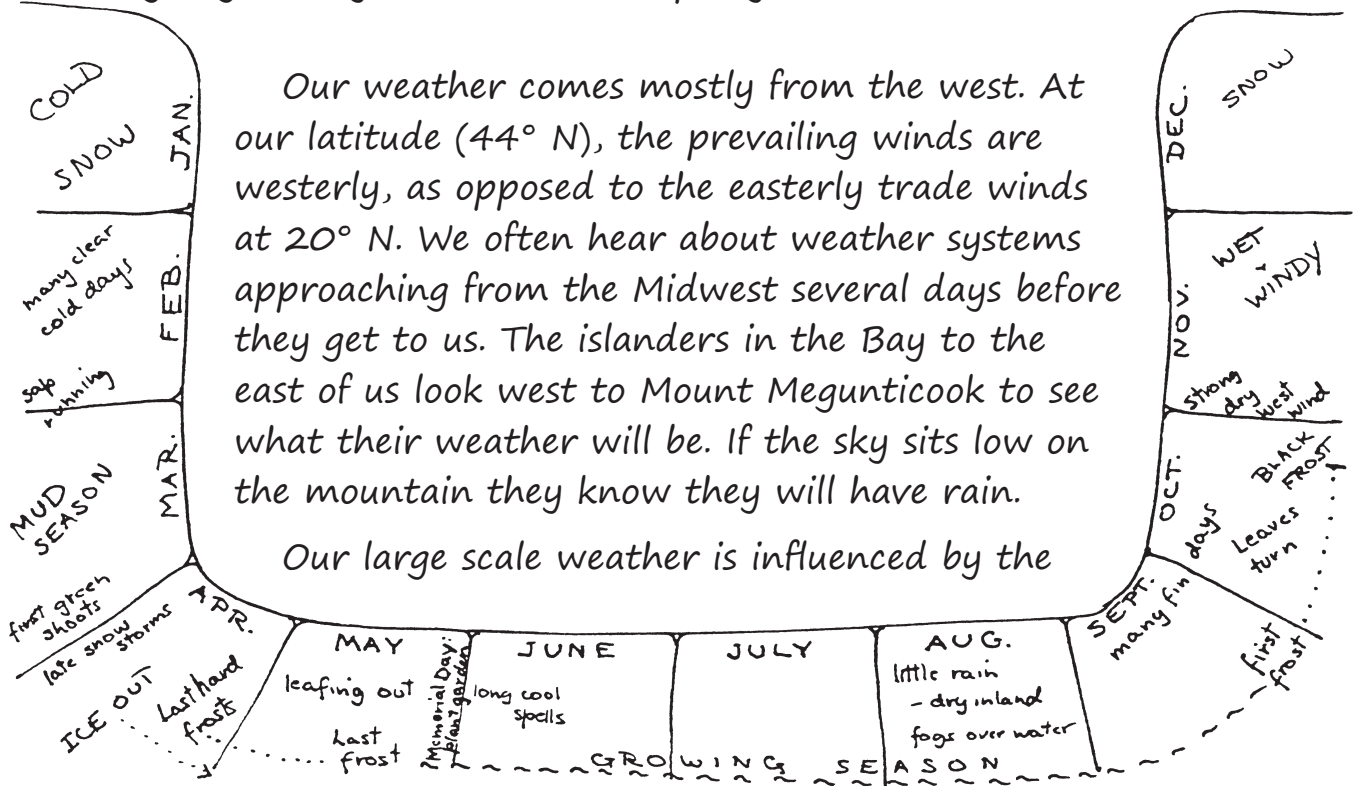 Our weather comes mostly from the west. At
our latitude (44° N), the prevailing winds are
westerly, as opposed to the easterly trade winds
at 20° N. We often hear about weather systems
approaching from the Midwest several days before
they get to us. The islanders in the Bay to the
east of us look west to Mount Megunticook to see
what their weather will be. If the sky sits low on
the mountain they know they will have rain.
Our large scale weather is influenced by the
JAN.
COLD
SNOW
FEB.
many clear
cold days
sap
running
MAR.
MUD
SEASON
first green
shoots
APR.
late snow
storms
ICE OUT
Last hard
frosts
MAY
leafing out
Last
frost
Memorial Day:
plant garden
JUNE
long cool
spells
JULY
AUG.
little rain
- dry inland
fogs over water
GROWING SEASON
SEPT.
many fin
days
first
frost
OCT.
Leaves
turn
BLACK
FROST
NOV.
WET
WINDY
strong
dry
west
wind
DEC.
SNOW